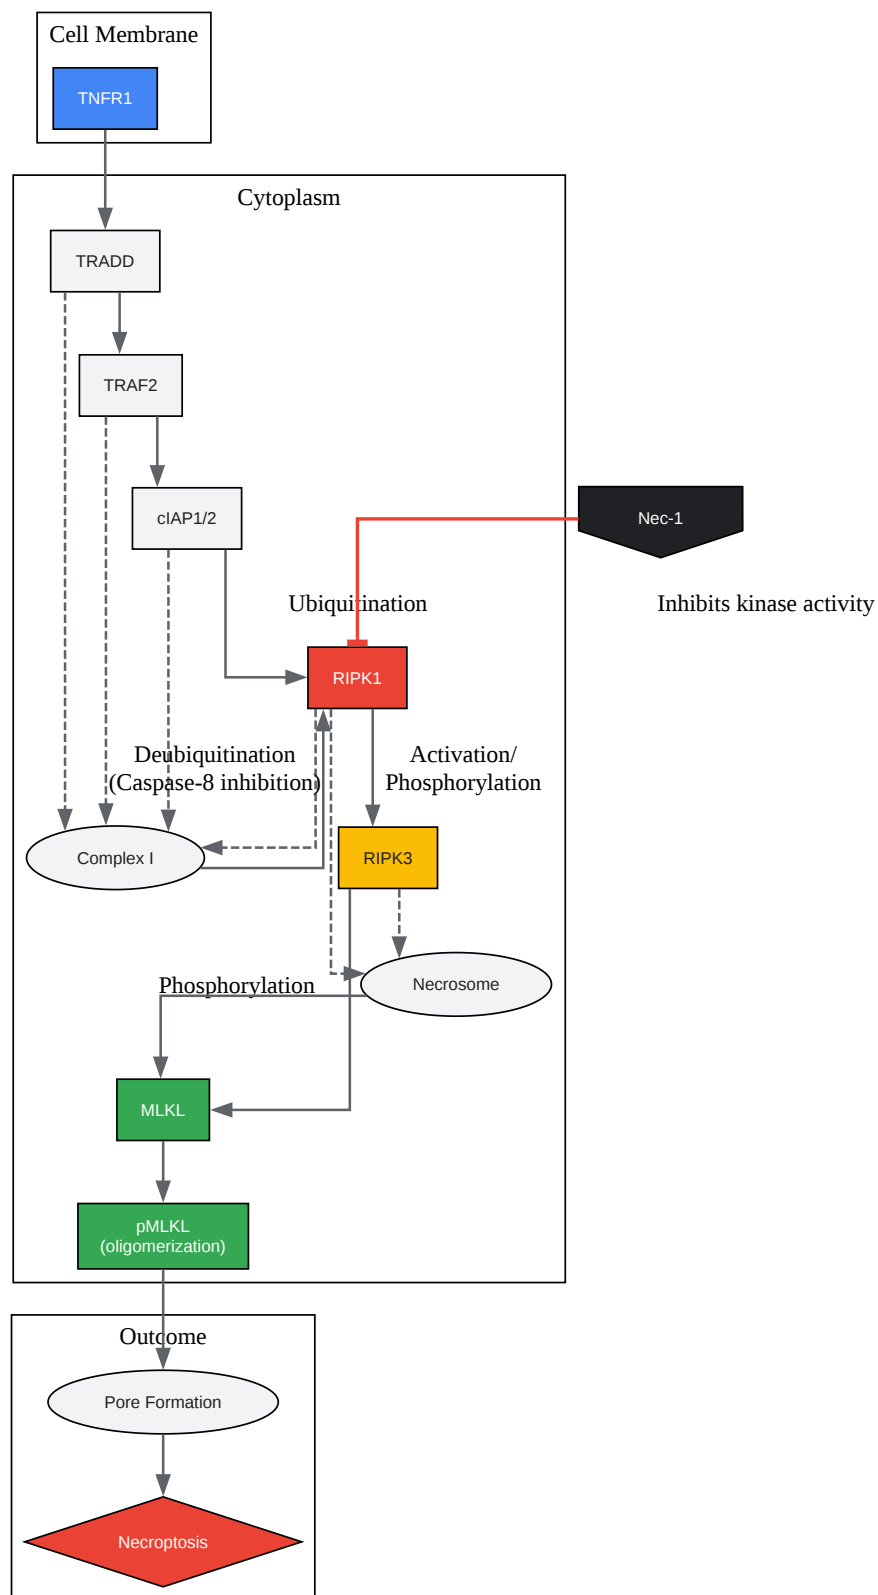 Cell Membrane
TNFR1
Cytoplasm
TRADD
TRAF2
cIAP1/2
Nec-1
Ubiquitination
Inhibits kinase activity
RIPK1
Deubiquitination
(Caspase-8 inhibition)
Activation/
Phosphorylation
Complex I
RIPK3
Necrosome
Phosphorylation
MLKL
pMLKL
(oligomerization)
Outcome
Pore Formation
Necroptosis